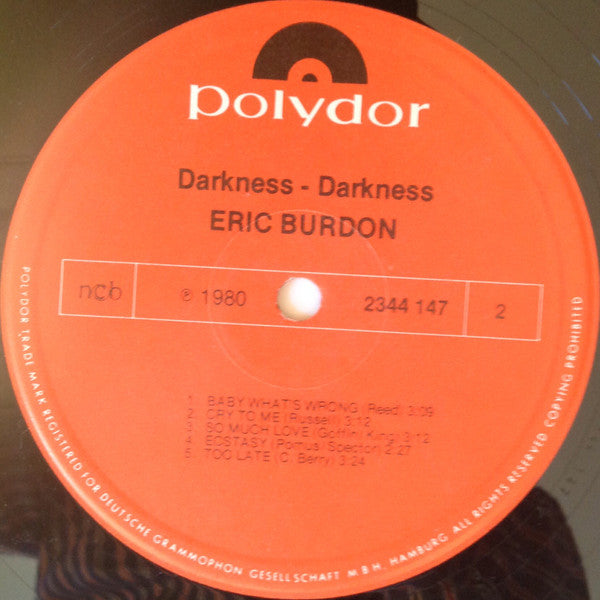 polydor
Darkness - Darkness
ERIC BURDON
ncb ℗ 1980 2344 147 2
1. BABY WHAT'S WRONG (Reed) 3:09
2. CRY TO ME (Russell) 3:12
3. SO MUCH LOVE (Goffin/King) 3:12
4. ECSTASY (Pomus/Spector) 2:27
5. TOO LATE (C. Berry) 3:24
POLYDOR TRADE MARK REGISTERED FOR DEUTSCHE GRAMMOPHON GESELLSCHAFT M.B.H. HAMBURG ALL RIGHTS RESERVED COPYING PROHIBITED